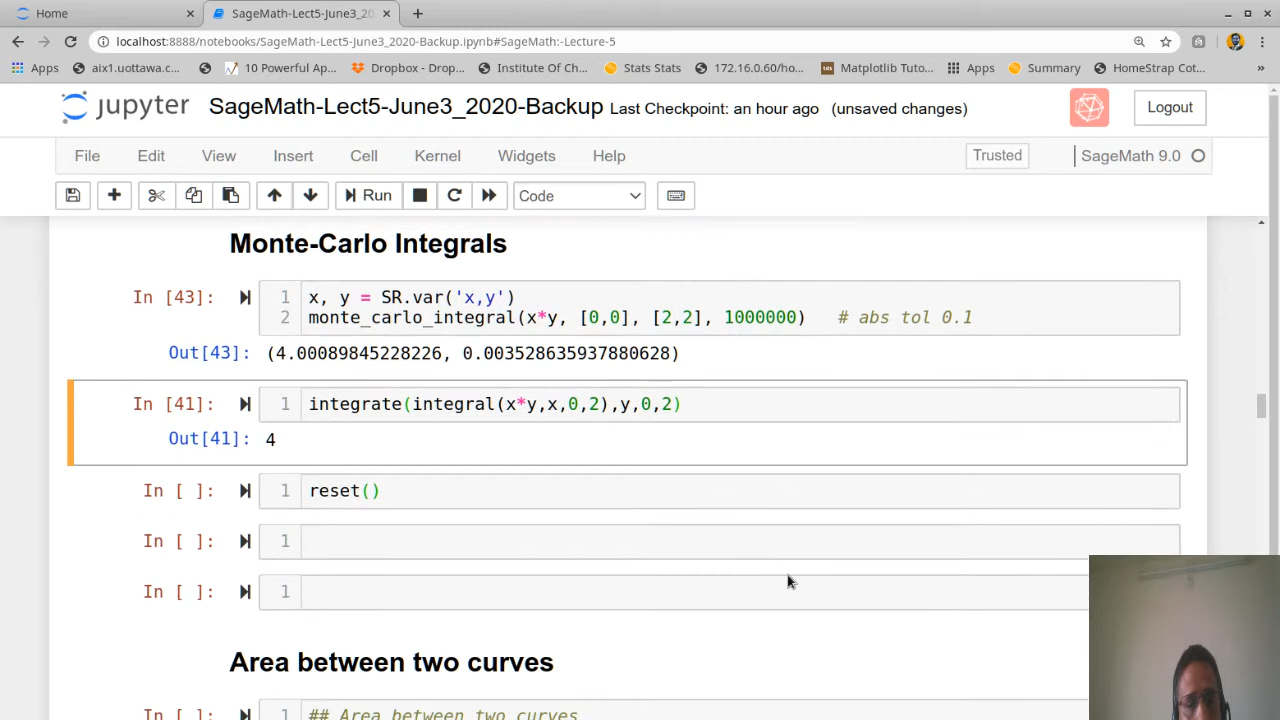 Home
SageMath-Lect5-June3_20
localhost:8888/notebooks/SageMath-Lect5-June3_2020-Backup.ipynb#SageMath:-Lecture-5
Apps aix1.uottawa.c... 10 Powerful Ap... Dropbox - Drop... Institute Of Ch... Stats Stats 172.16.0.60/ho... Matplotlib Tuto... Apps Summary HomeStrap Cot... »
jupyter SageMath-Lect5-June3_2020-Backup Last Checkpoint: an hour ago (unsaved changes) Logout
File Edit View Insert Cell Kernel Widgets Help Trusted SageMath 9.0
Run Code
Monte-Carlo Integrals
In [43]: 1 x, y = SR.var('x,y')
2 monte_carlo_integral(x*y, [0,0], [2,2], 1000000) # abs tol 0.1
Out[43]: (4.00089845228226, 0.003528635937880628)
In [41]: 1 integrate(integral(x*y,x,0,2),y,0,2)
Out[41]: 4
In [ ]: 1 reset()
In [ ]: 1
In [ ]: 1
Area between two curves
In [ ]: 1 ## Area between two curves